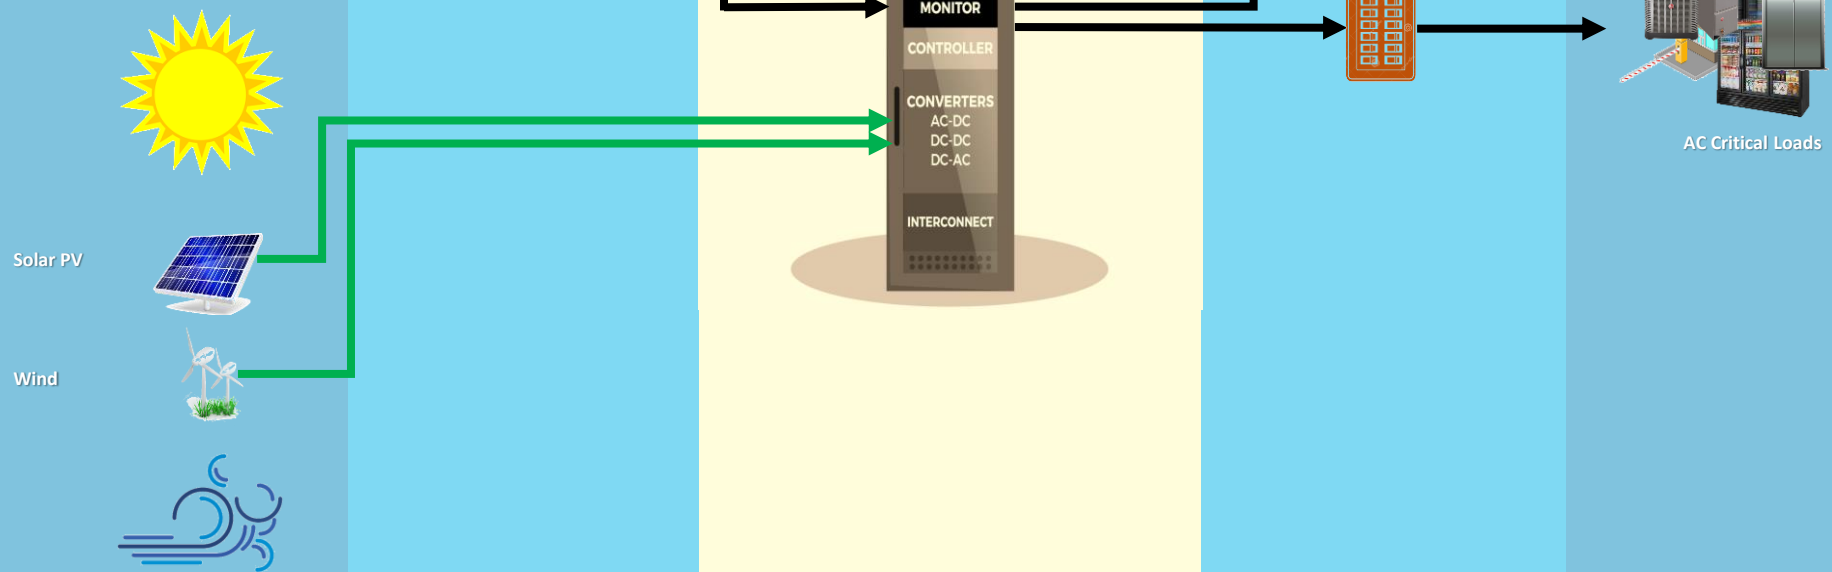 MONITOR
CONTROLLER
CONVERTERS
AC-DC
DC-DC
DC-AC
INTERCONNECT
AC Critical Loads
Solar PV
Wind